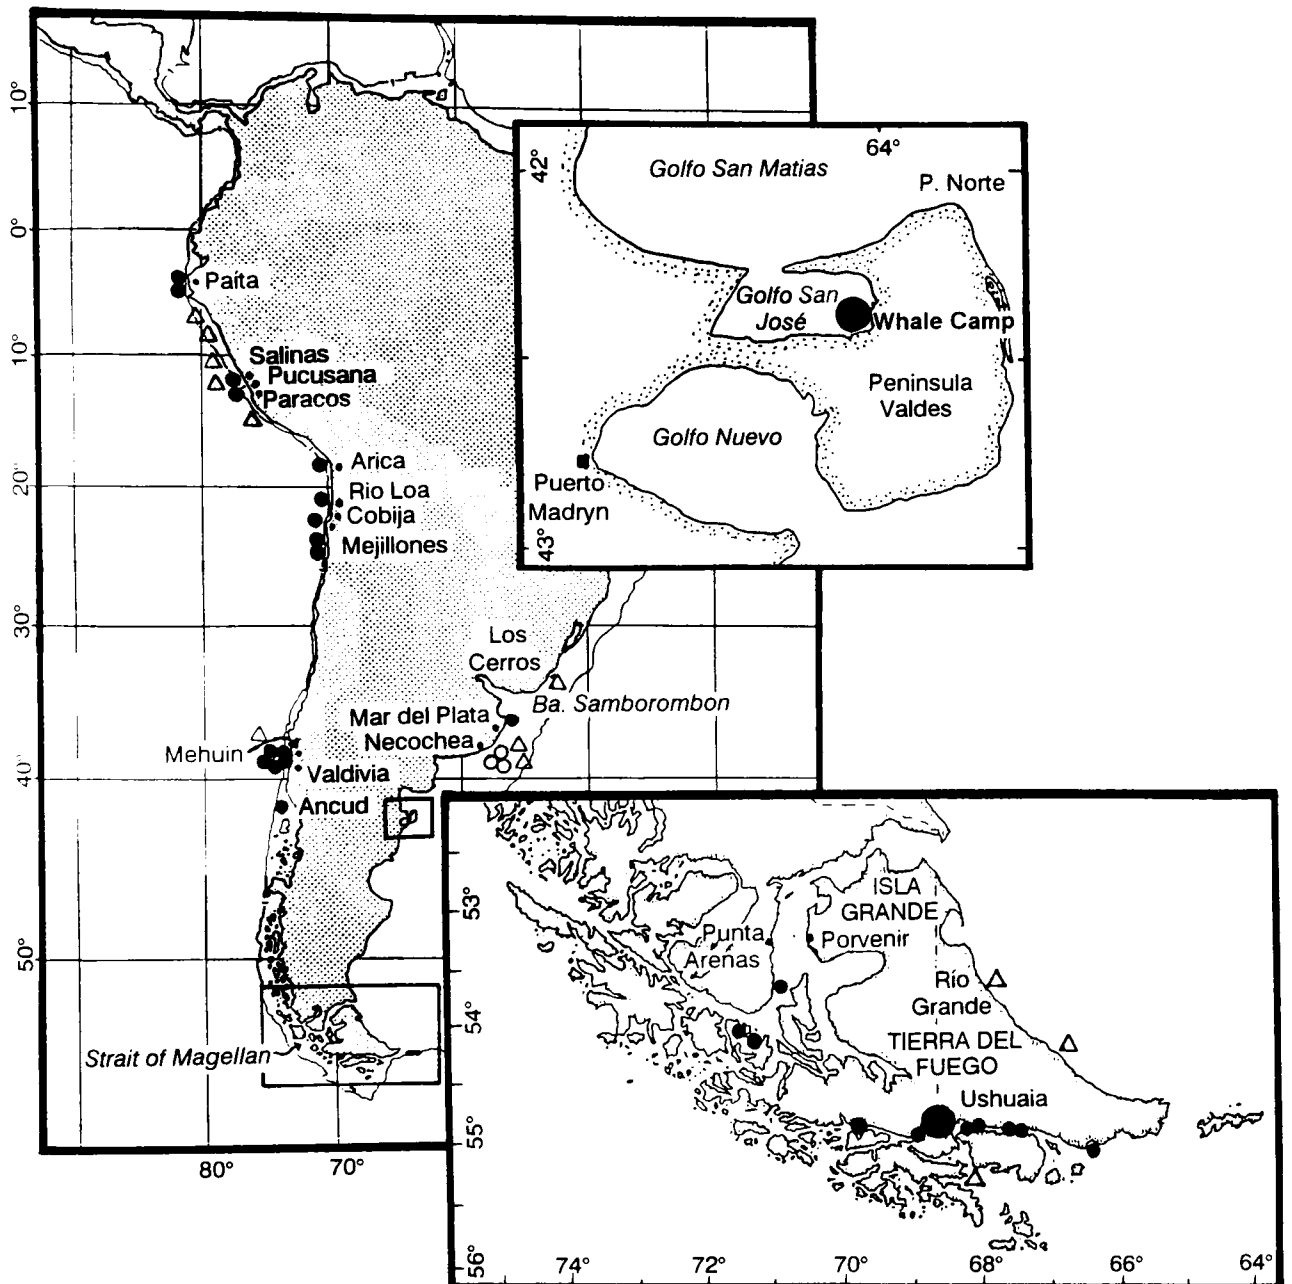 10°
0°
10°
20°
30°
40°
50°
80°
70°
Paíta
Salinas
Pucusana
Paracos
Arica
Rio Loa
Cobija
Mejillones
Mehuin
Valdivia
Ancud
Strait of Magellan
Los
Cerros
Ba. Samborombon
Mar del Plata
Necochea
64°
42°
43°
Golfo San Matias
P. Norte
Golfo San
José
Whale Camp
Peninsula
Valdes
Golfo Nuevo
Puerto
Madryn
53°
54°
55°
56°
ISLA
GRANDE
Punta
Arenas
Porvenir
Río
Grande
TIERRA DEL
FUEGO
Ushuaia
74°
72°
70°
68°
66°
64°